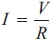 I = V/R